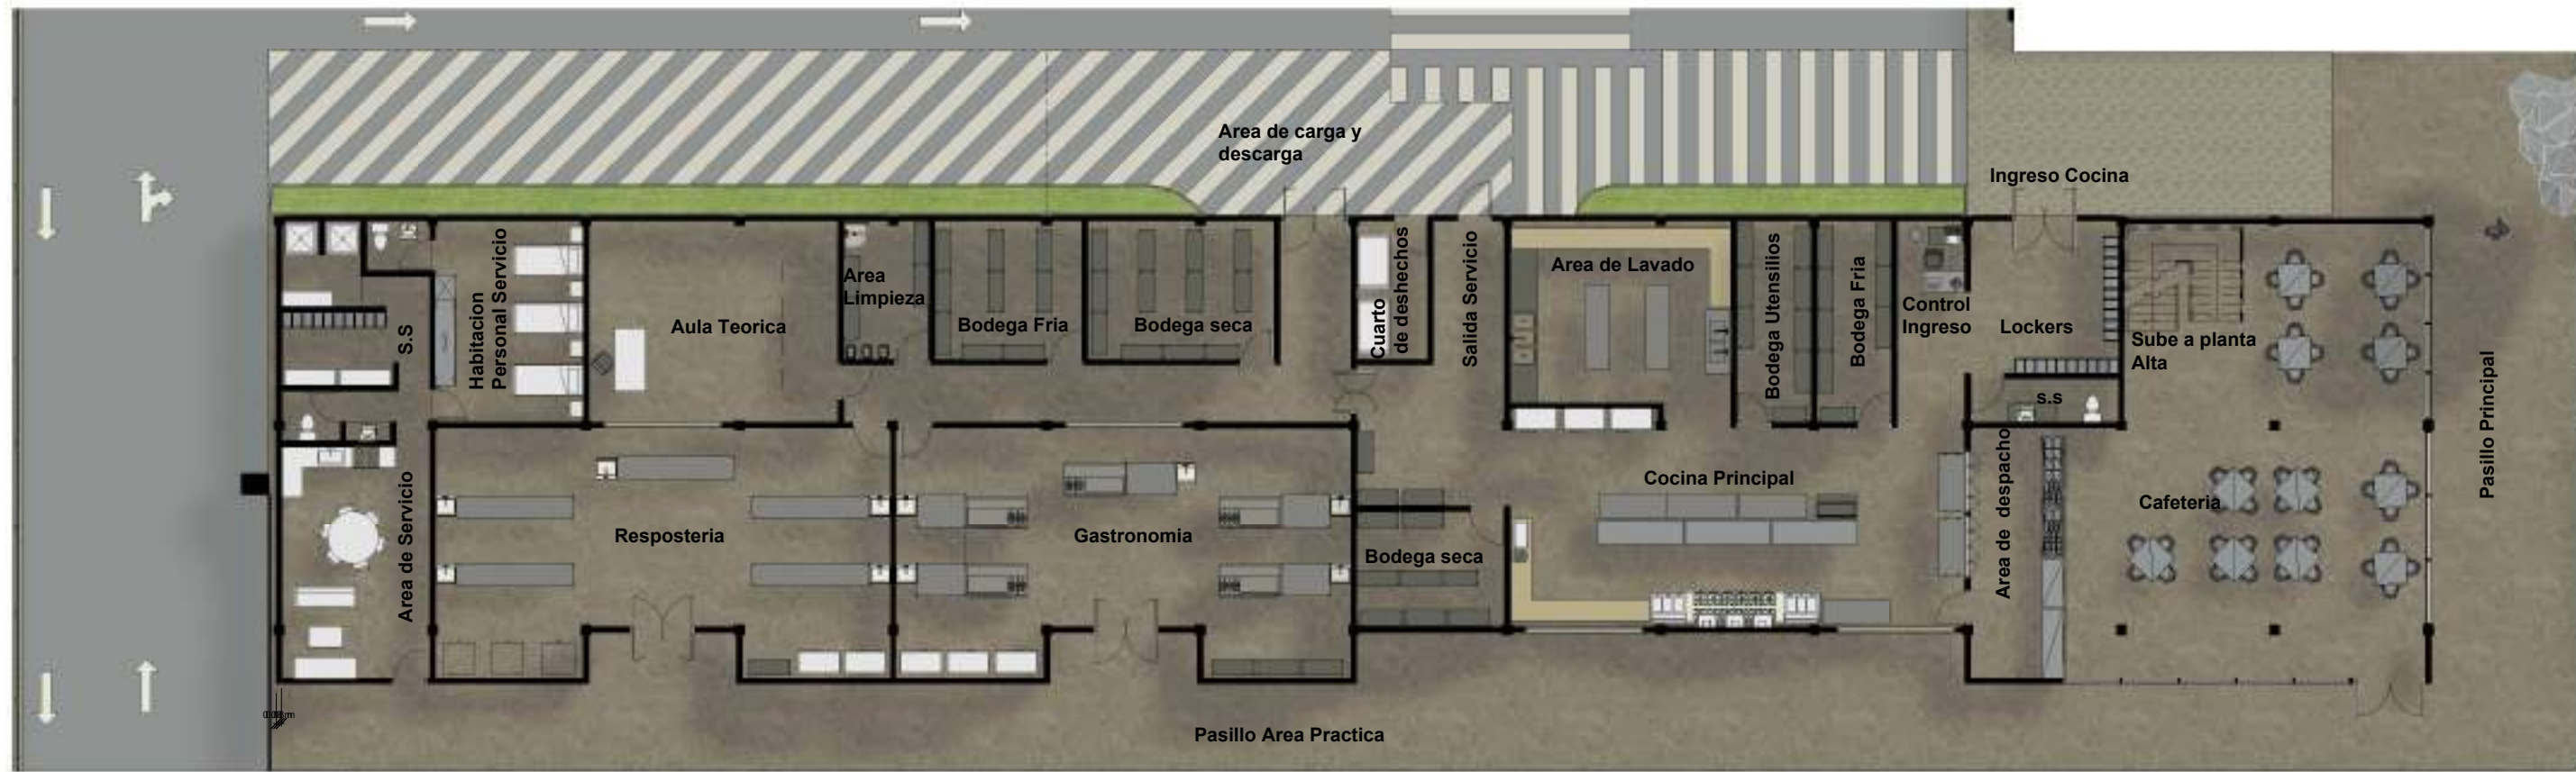 Area de carga y
descarga
Ingreso Cocina
S.S
Habitacion
Personal Servicio
Aula Teorica
Area
Limpieza
Bodega Fria
Bodega seca
Cuarto
de deshechos
Salida Servicio
Area de Lavado
Bodega Utensilios
Bodega Fria
Control
Ingreso
Lockers
Sube a planta
Alta
s.s
Pasillo Principal
Area de Servicio
Resposteria
Gastronomia
Bodega seca
Cocina Principal
Area de despacho
Cafeteria
Pasillo Area Practica